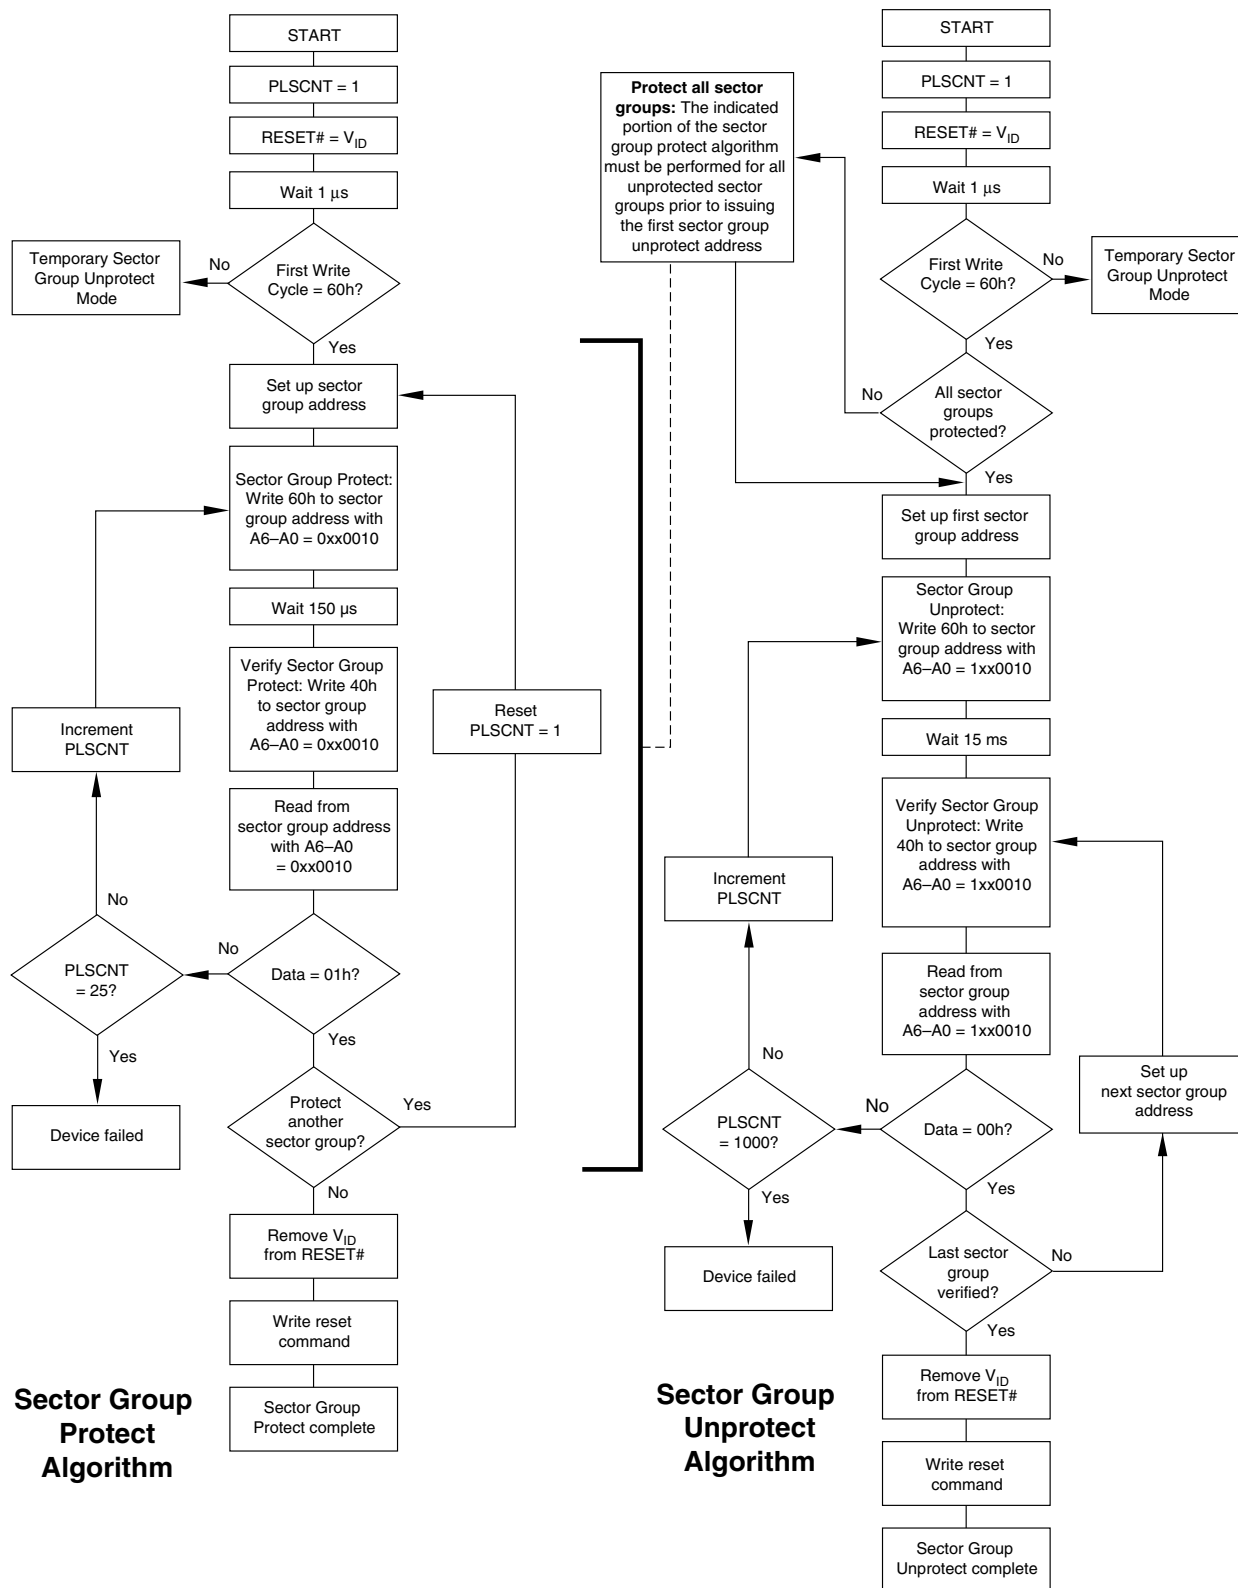 START
PLSCNT = 1
RESET# = VID
Wait 1 μs
First Write
Cycle = 60h?
No
Temporary Sector
Group Unprotect
Mode
Yes
Set up sector
group address
Sector Group Protect:
Write 60h to sector
group address with
A6–A0 = 0xx0010
Wait 150 µs
Verify Sector Group
Protect: Write 40h
to sector group
address with
A6–A0 = 0xx0010
Increment
PLSCNT
Reset
PLSCNT = 1
Read from
sector group address
with A6–A0
= 0xx0010
No
No
PLSCNT
= 25?
Data = 01h?
Yes
Yes
Device failed
Protect
another
sector group?
Yes
No
Remove VID
from RESET#
Write reset
command
Sector Group
Protect complete
Sector Group
Protect
Algorithm
Protect all sector
groups: The indicated
portion of the sector
group protect algorithm
must be performed for all
unprotected sector
groups prior to issuing
the first sector group
unprotect address
START
PLSCNT = 1
RESET# = VID
Wait 1 μs
First Write
Cycle = 60h?
No
Temporary Sector
Group Unprotect
Mode
Yes
No
All sector
groups
protected?
Yes
Set up first sector
group address
Sector Group
Unprotect:
Write 60h to sector
group address with
A6–A0 = 1xx0010
Wait 15 ms
Verify Sector Group
Unprotect: Write
40h to sector group
address with
A6–A0 = 1xx0010
Increment
PLSCNT
Read from
sector group
address with
A6–A0 = 1xx0010
No
No
Set up
next sector group
address
PLSCNT
= 1000?
Data = 00h?
Yes
Yes
Device failed
Last sector
group
verified?
No
Yes
Remove VID
from RESET#
Write reset
command
Sector Group
Unprotect complete
Sector Group
Unprotect
Algorithm